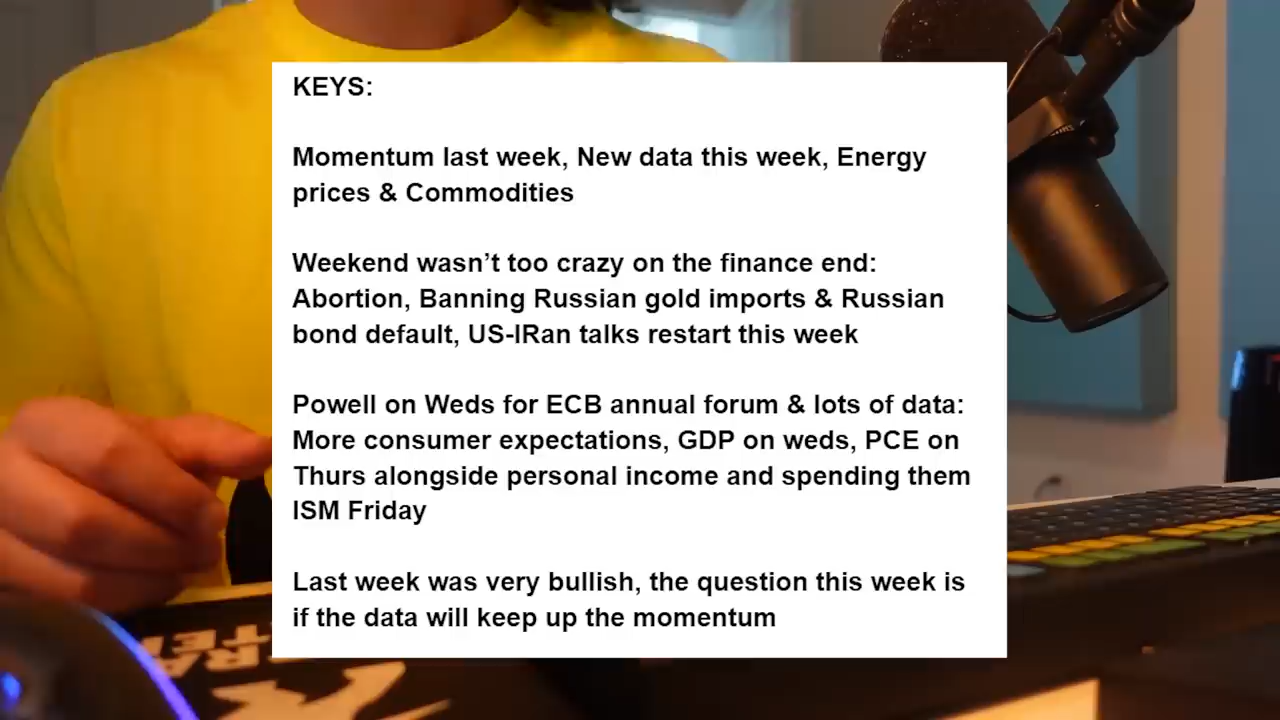 KEYS:
Momentum last week, New data this week, Energy
prices & Commodities
Weekend wasn't too crazy on the finance end:
Abortion, Banning Russian gold imports & Russian
bond default, US-IRan talks restart this week
Powell on Weds for ECB annual forum & lots of data:
More consumer expectations, GDP on weds, PCE on
Thurs alongside personal income and spending them
ISM Friday
Last week was very bullish, the question this week is
if the data will keep up the momentum